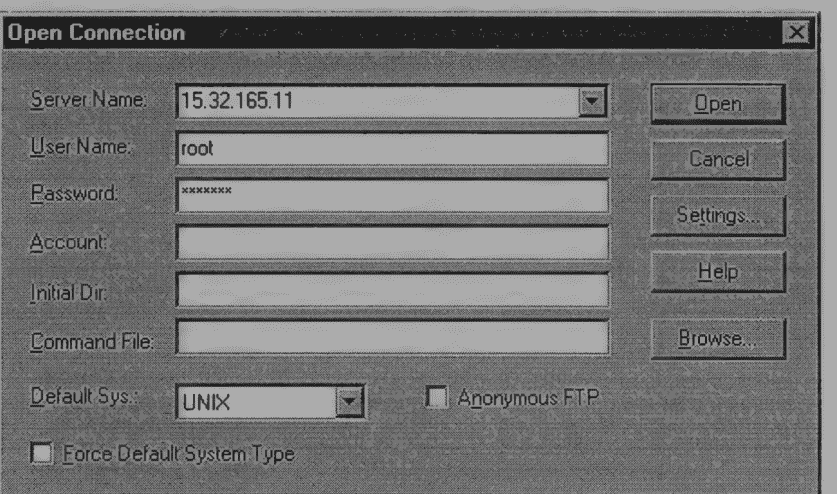 Open Connection
Server Name: 15.32.165.11 Open
User Name: root Cancel
Password: ******* Settings...
Account: Help
Initial Dir:
Command File: Browse...
Default Sys.: UNIX Anonymous FTP
Force Default System Type